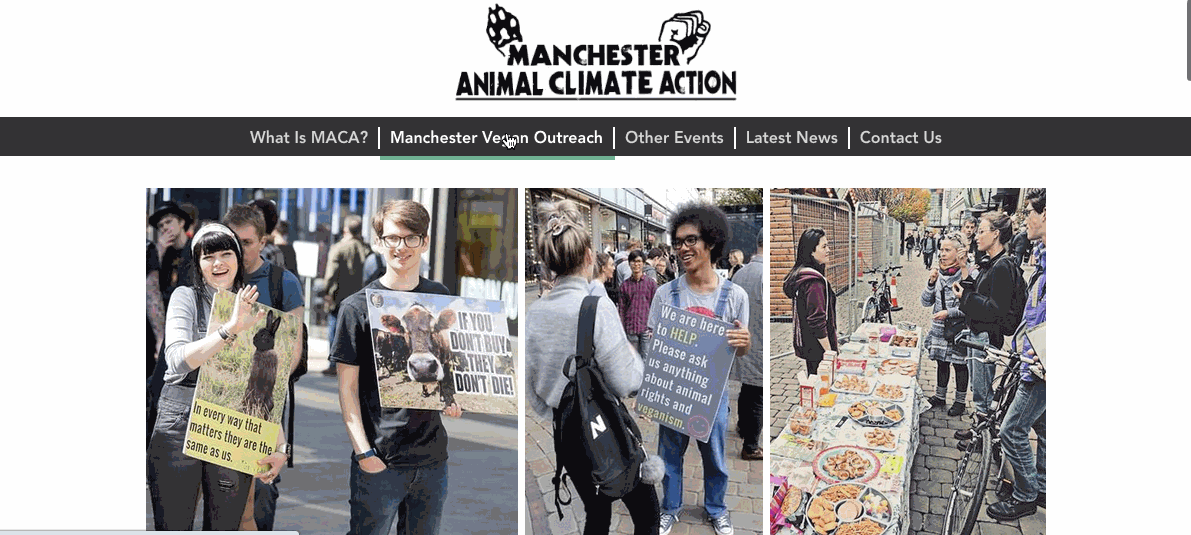 MANCHESTER
ANIMAL CLIMATE ACTION
What Is MACA?
Manchester Vegan Outreach
Other Events
Latest News
Contact Us
In every way that
matters they are the
same as us.
IF YOU
DON'T BUY,
THEY
DON'T DIE!
We are here
to HELP.
Please ask
us anything
about animal
rights and
veganism.
N